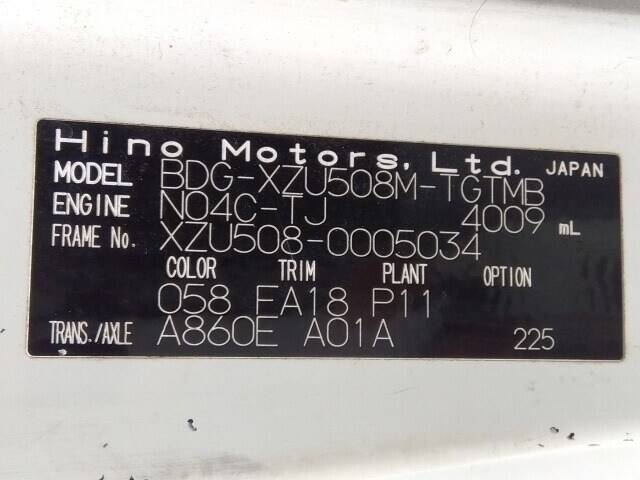 Hino Motors, Ltd. JAPAN
MODEL BDG-XZU508M-TGTMB
ENGINE N04C-TJ 4009 mL
FRAME No. XZU508-0005034
COLOR TRIM PLANT OPTION
058 FA18 P11
TRANS./AXLE A860E A01A 225